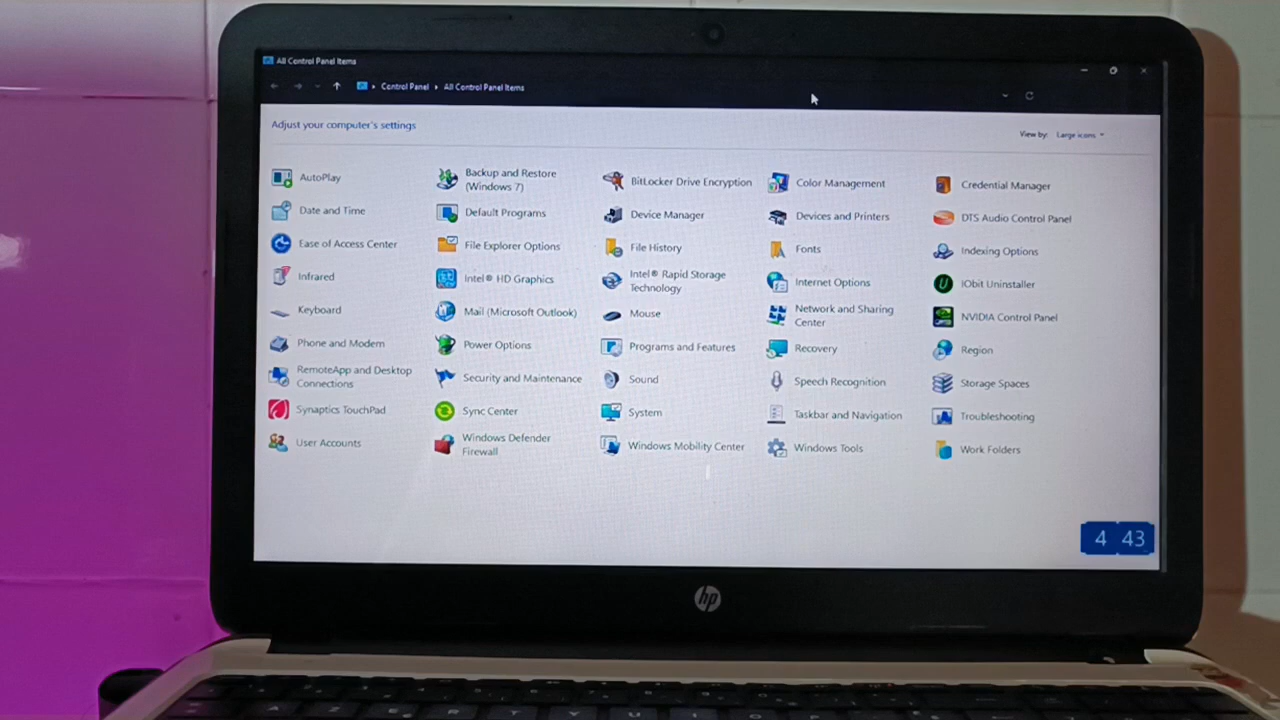 All Control Panel Items
Control Panel › All Control Panel Items
Adjust your computer's settings
View by: Large icons
AutoPlay
Backup and Restore
(Windows 7)
BitLocker Drive Encryption
Color Management
Credential Manager
Date and Time
Default Programs
Device Manager
Devices and Printers
DTS Audio Control Panel
Ease of Access Center
File Explorer Options
File History
Fonts
Indexing Options
Infrared
Intel® HD Graphics
Intel® Rapid Storage
Technology
Internet Options
IObit Uninstaller
Keyboard
Mail (Microsoft Outlook)
Mouse
Network and Sharing
Center
NVIDIA Control Panel
Phone and Modem
Power Options
Programs and Features
Recovery
Region
RemoteApp and Desktop
Connections
Security and Maintenance
Sound
Speech Recognition
Storage Spaces
Synaptics TouchPad
Sync Center
System
Taskbar and Navigation
Troubleshooting
User Accounts
Windows Defender
Firewall
Windows Mobility Center
Windows Tools
Work Folders
4 43
hp